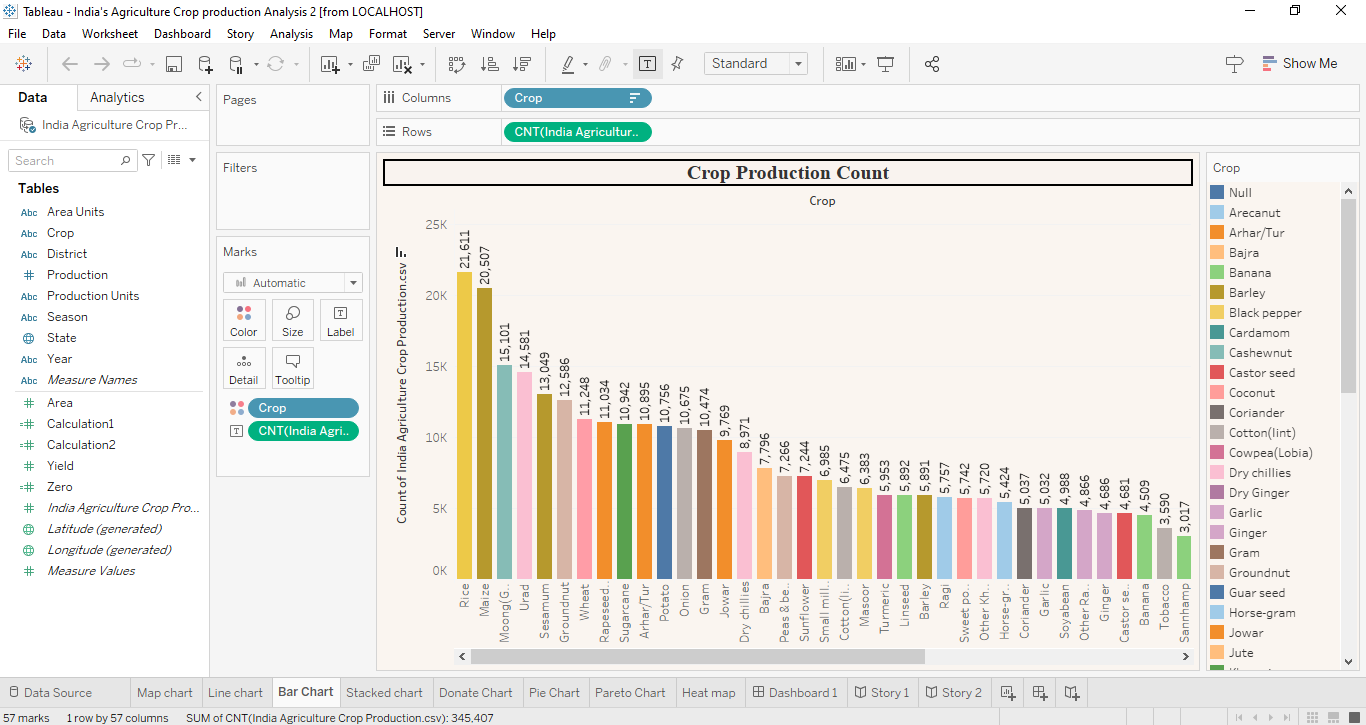 Tableau - India's Agriculture Crop production Analysis 2 [from LOCALHOST]
File Data Worksheet Dashboard Story Analysis Map Format Server Window Help
Standard
Show Me
Data Analytics
India Agriculture Crop Pr...
Search
Tables
Abc Area Units
Abc Crop
Abc District
Production
Abc Production Units
Abc Season
State
Abc Year
Abc Measure Names
Area
Calculation1
Calculation2
Yield
Zero
India Agriculture Crop Pro...
Latitude (generated)
Longitude (generated)
Measure Values
Pages
Filters
Marks
Automatic
Color Size Label
Detail Tooltip
Crop
CNT(India Agri..
Columns Crop
Rows CNT(India Agricultur..
Crop Production Count
Crop
Count of India Agriculture Crop Production.csv
25K
20K
15K
10K
5K
0K
21,611
20,507
15,101
14,581
13,049
12,586
11,248
11,034
10,942
10,895
10,756
10,675
10,474
9,769
8,971
7,796
7,266
7,244
6,985
6,475
6,383
5,953
5,892
5,891
5,757
5,742
5,720
5,424
5,037
5,032
4,988
4,866
4,686
4,681
4,509
3,590
3,017
Rice
Maize
Moong(G..
Urad
Sesamum
Groundnut
Wheat
Rapeseed..
Sugarcane
Arhar/Tur
Potato
Onion
Gram
Jowar
Dry chillies
Bajra
Peas & be..
Sunflower
Small mill..
Cotton(li..
Masoor
Turmeric
Linseed
Barley
Ragi
Sweet po..
Other Kh..
Horse-gr..
Coriander
Garlic
Soyabean
Other Ra..
Ginger
Castor se..
Banana
Tobacco
Sannhamp
Crop
Null
Arecanut
Arhar/Tur
Bajra
Banana
Barley
Black pepper
Cardamom
Cashewnut
Castor seed
Coconut
Coriander
Cotton(lint)
Cowpea(Lobia)
Dry chillies
Dry Ginger
Garlic
Ginger
Gram
Groundnut
Guar seed
Horse-gram
Jowar
Jute
Data Source Map chart Line chart Bar Chart Stacked chart Donate Chart Pie Chart Pareto Chart Heat map Dashboard 1 Story 1 Story 2
57 marks 1 row by 57 columns SUM of CNT(India Agriculture Crop Production.csv): 345,407